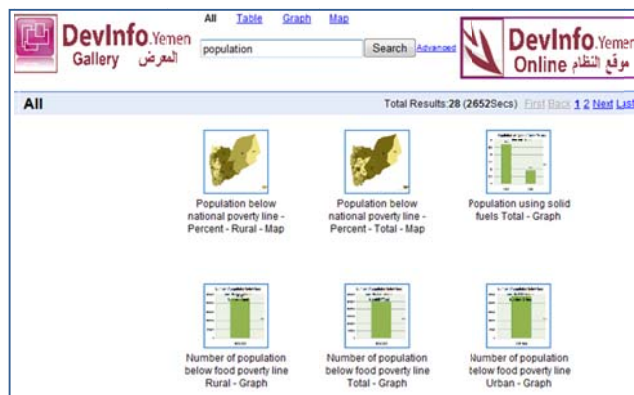 All Table Graph Map
DevInfo.Yemen
Gallery المعرض
population Search Advanced
DevInfo.Yemen
Online موقع النظام
All Total Results:28 (2652Secs) First Back 1 2 Next Last
Population below
national poverty line -
Percent - Rural - Map
Population below
national poverty line -
Percent - Total - Map
Population using solid
fuels Total - Graph
Number of population
below food poverty line
Rural - Graph
Number of population
below food poverty line
Total - Graph
Number of population
below food poverty line
Urban - Graph